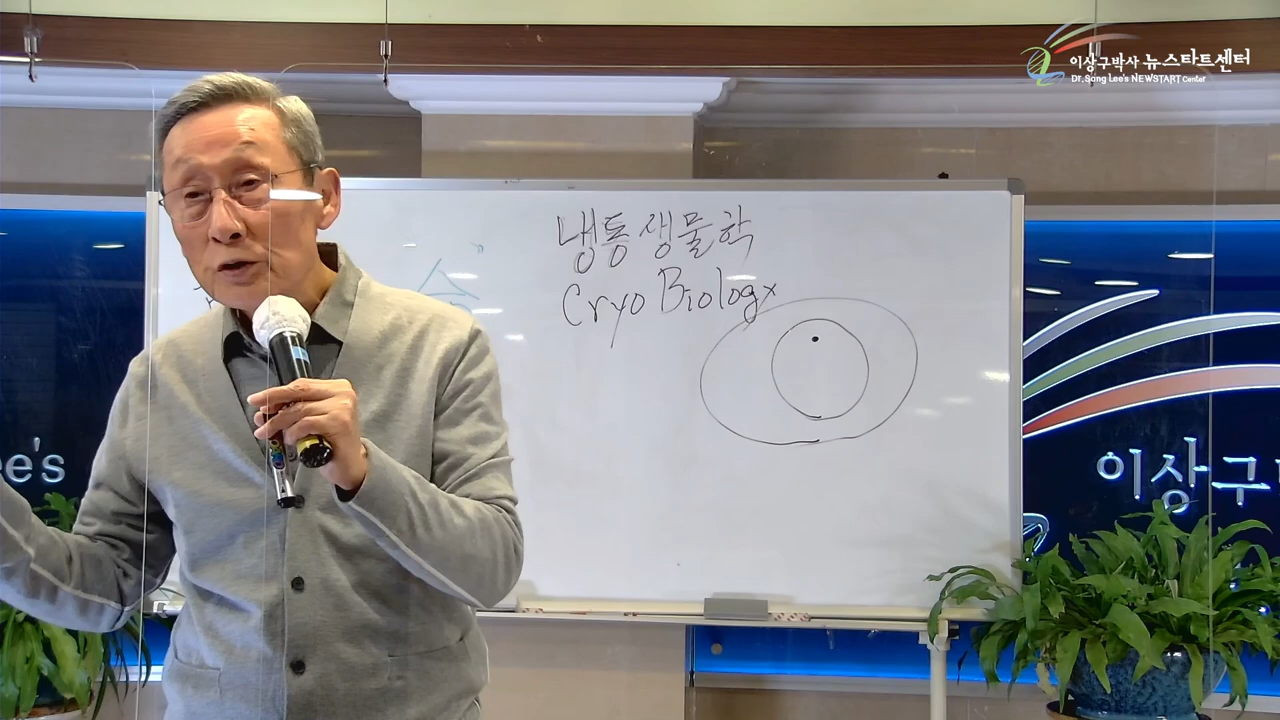 이상구박사 뉴스타트센터
Dr. Sang Lee's NEWSTART Center
냉동생물학
Cryo Biology
ee's
이상구